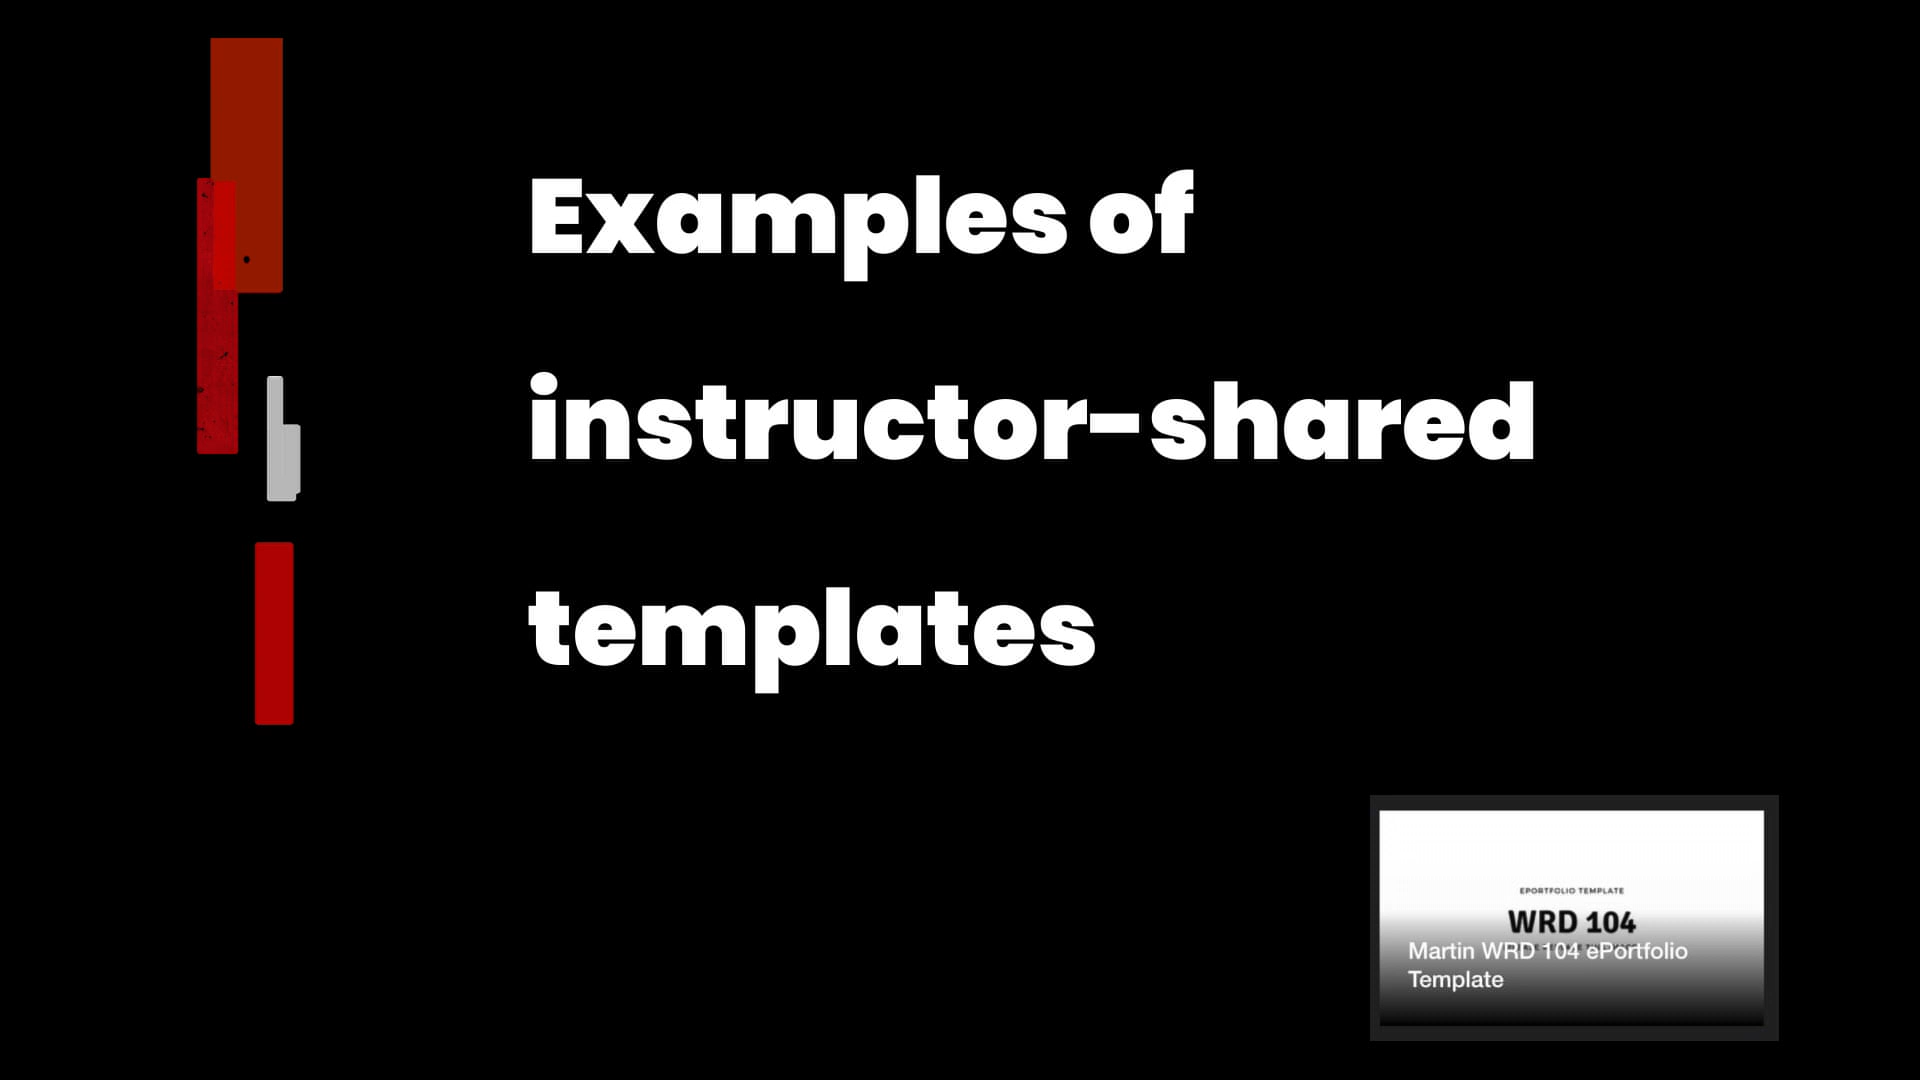 Examples of
instructor-shared
templates
EPORTFOLIO TEMPLATE
WRD 104
Martin WRD 104 ePortfolio
Template